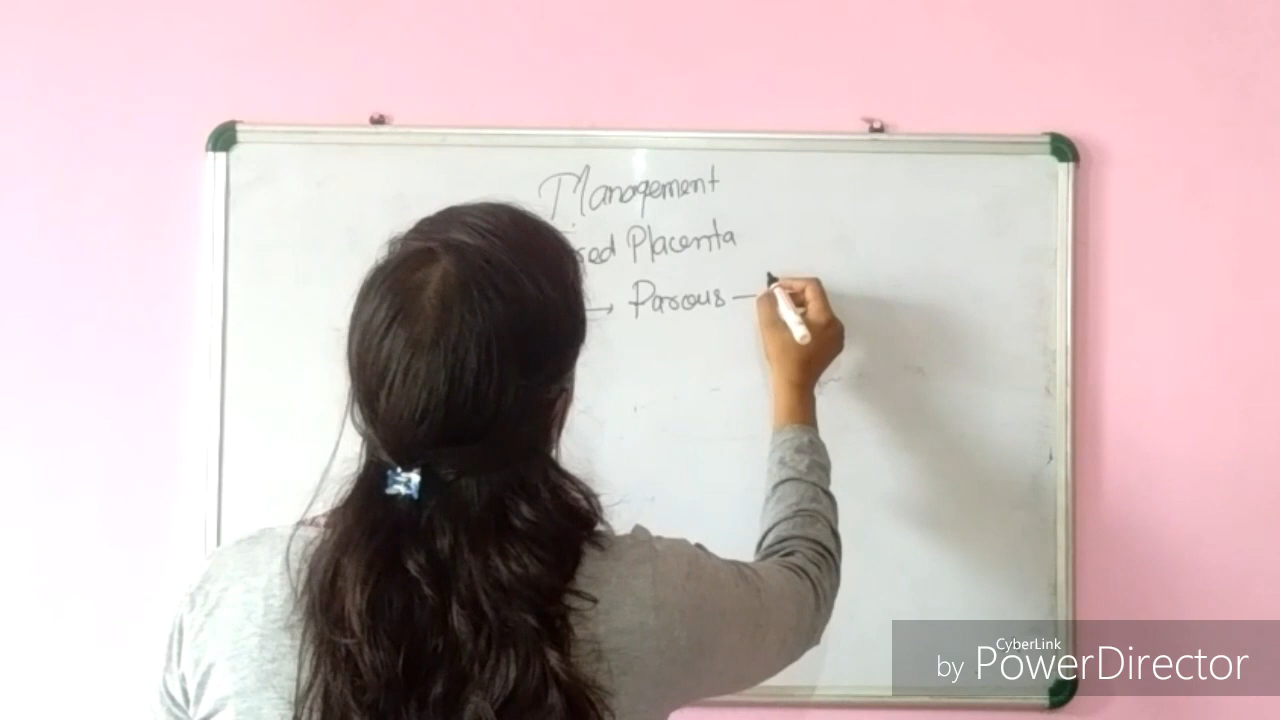 Management
Placenta
→ Parous —
CyberLink
by PowerDirector